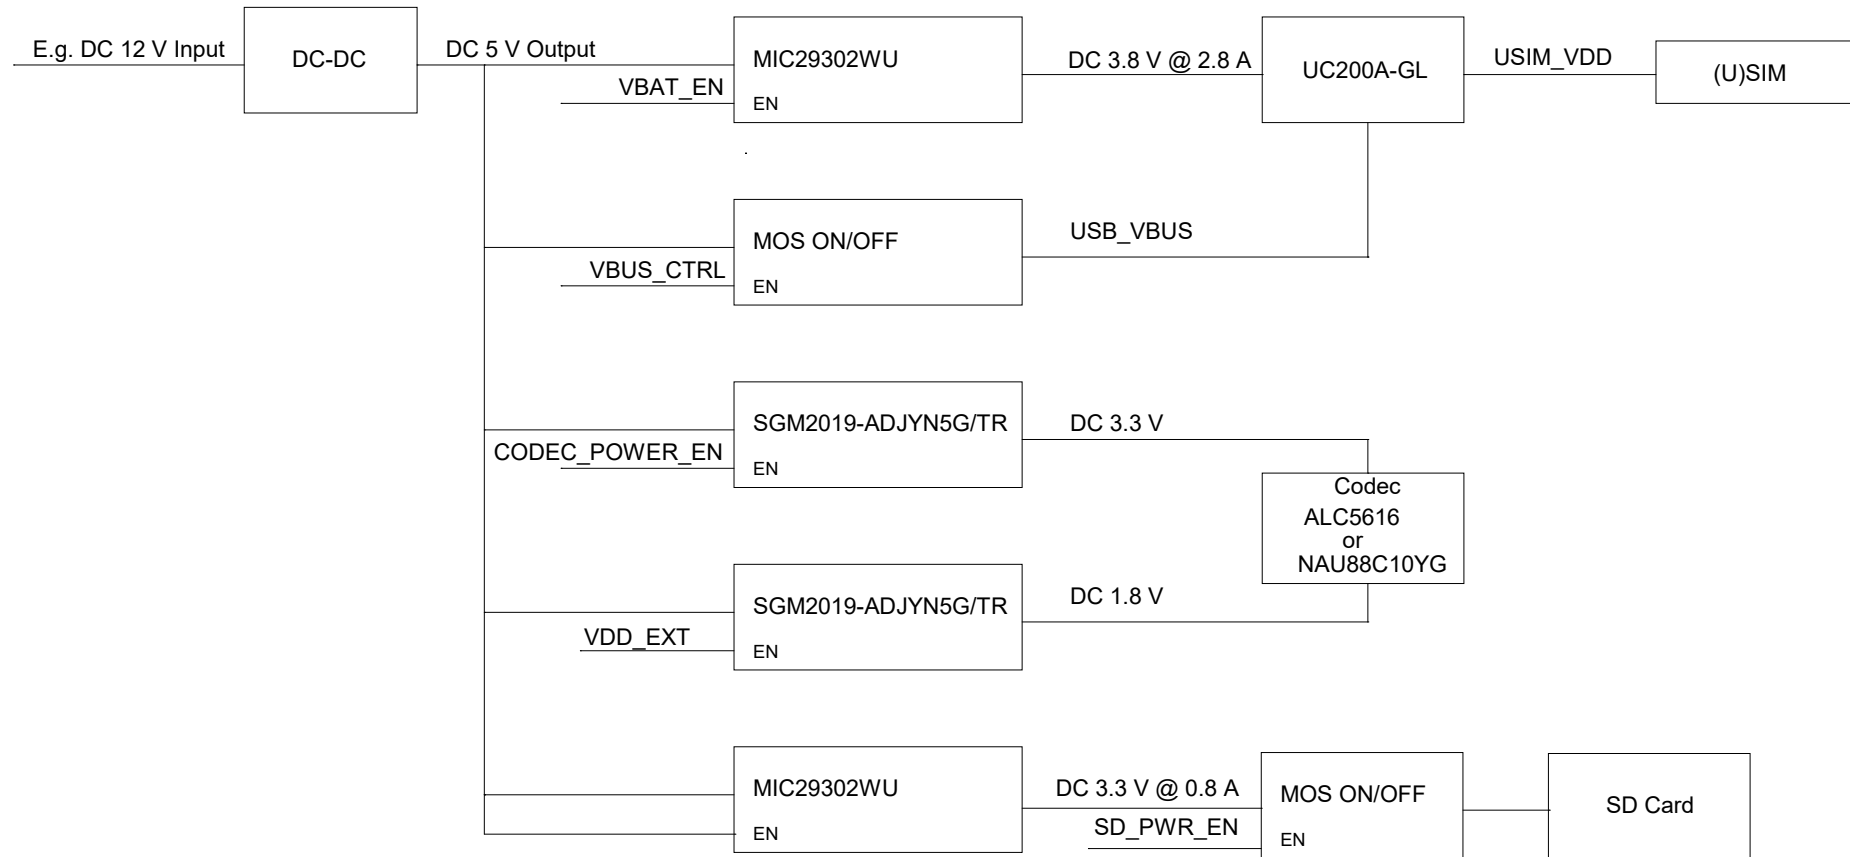 E.g. DC 12 V Input
DC-DC
DC 5 V Output
MIC29302WU
VBAT_EN
EN
DC 3.8 V @ 2.8 A
UC200A-GL
USIM_VDD
(U)SIM
MOS ON/OFF
VBUS_CTRL
EN
USB_VBUS
SGM2019-ADJYN5G/TR
CODEC_POWER_EN
EN
DC 3.3 V
Codec
ALC5616
or
NAU88C10YG
SGM2019-ADJYN5G/TR
VDD_EXT
EN
DC 1.8 V
MIC29302WU
EN
DC 3.3 V @ 0.8 A
SD_PWR_EN
MOS ON/OFF
EN
SD Card